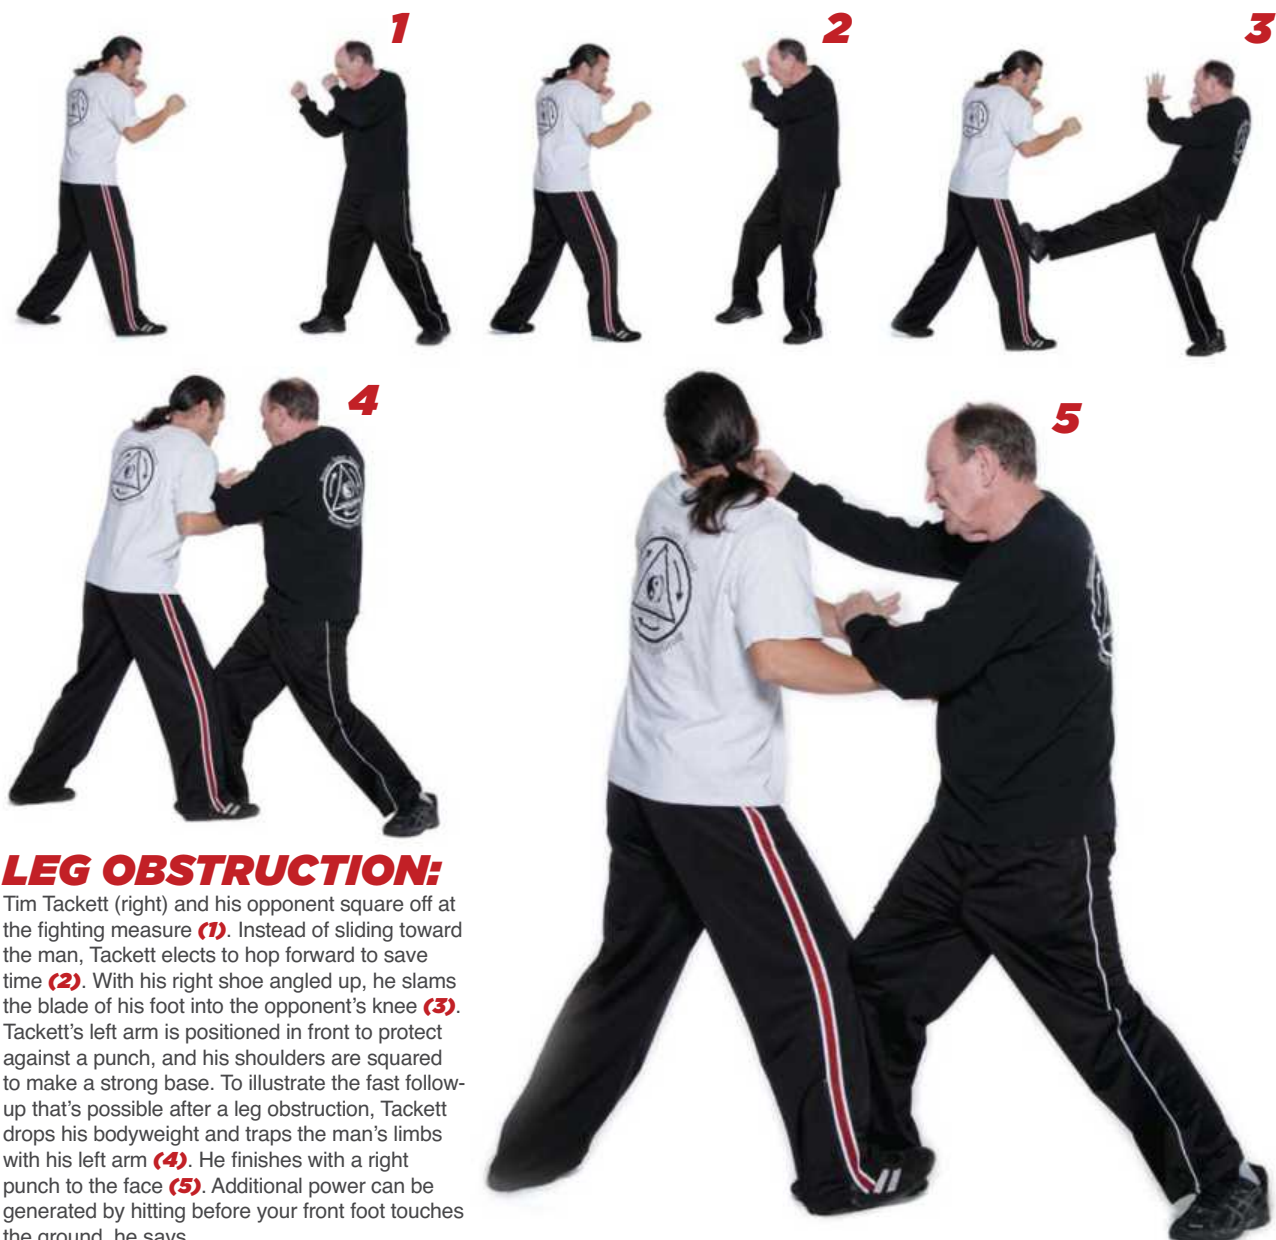 1
2
3
4
5
LEG OBSTRUCTION:
Tim Tackett (right) and his opponent square off at
the fighting measure (1). Instead of sliding toward
the man, Tackett elects to hop forward to save
time (2). With his right shoe angled up, he slams
the blade of his foot into the opponent's knee (3).
Tackett's left arm is positioned in front to protect
against a punch, and his shoulders are squared
to make a strong base. To illustrate the fast follow-
up that's possible after a leg obstruction, Tackett
drops his bodyweight and traps the man's limbs
with his left arm (4). He finishes with a right
punch to the face (5). Additional power can be
generated by hitting before your front foot touches
the ground, he says.